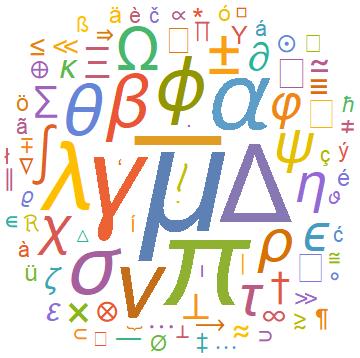 ß ä è č ∝ * ó □
≤ ≪ ⇒ Ω □ ∏ ± Υ á ∂ ⊙ □
⊕ κ Ξ ϕ α □ ≅ ≡
ö Σ θ β φ □ ħ
ã ∫ ψ ç ý ≠
∓ ∇ λ γ μ Δ η é
ł ∥ ϱ ϑ
∈ ℛ χ π ρ ϵ ć
à △ í ≅
ü ζ σ ν τ † □ ∘
ε × ⊗ ⊥ ∞ ≫
⊂ □ — ∅ … ⊥ → ‡ ≈ … ⊃ ≥ ¶